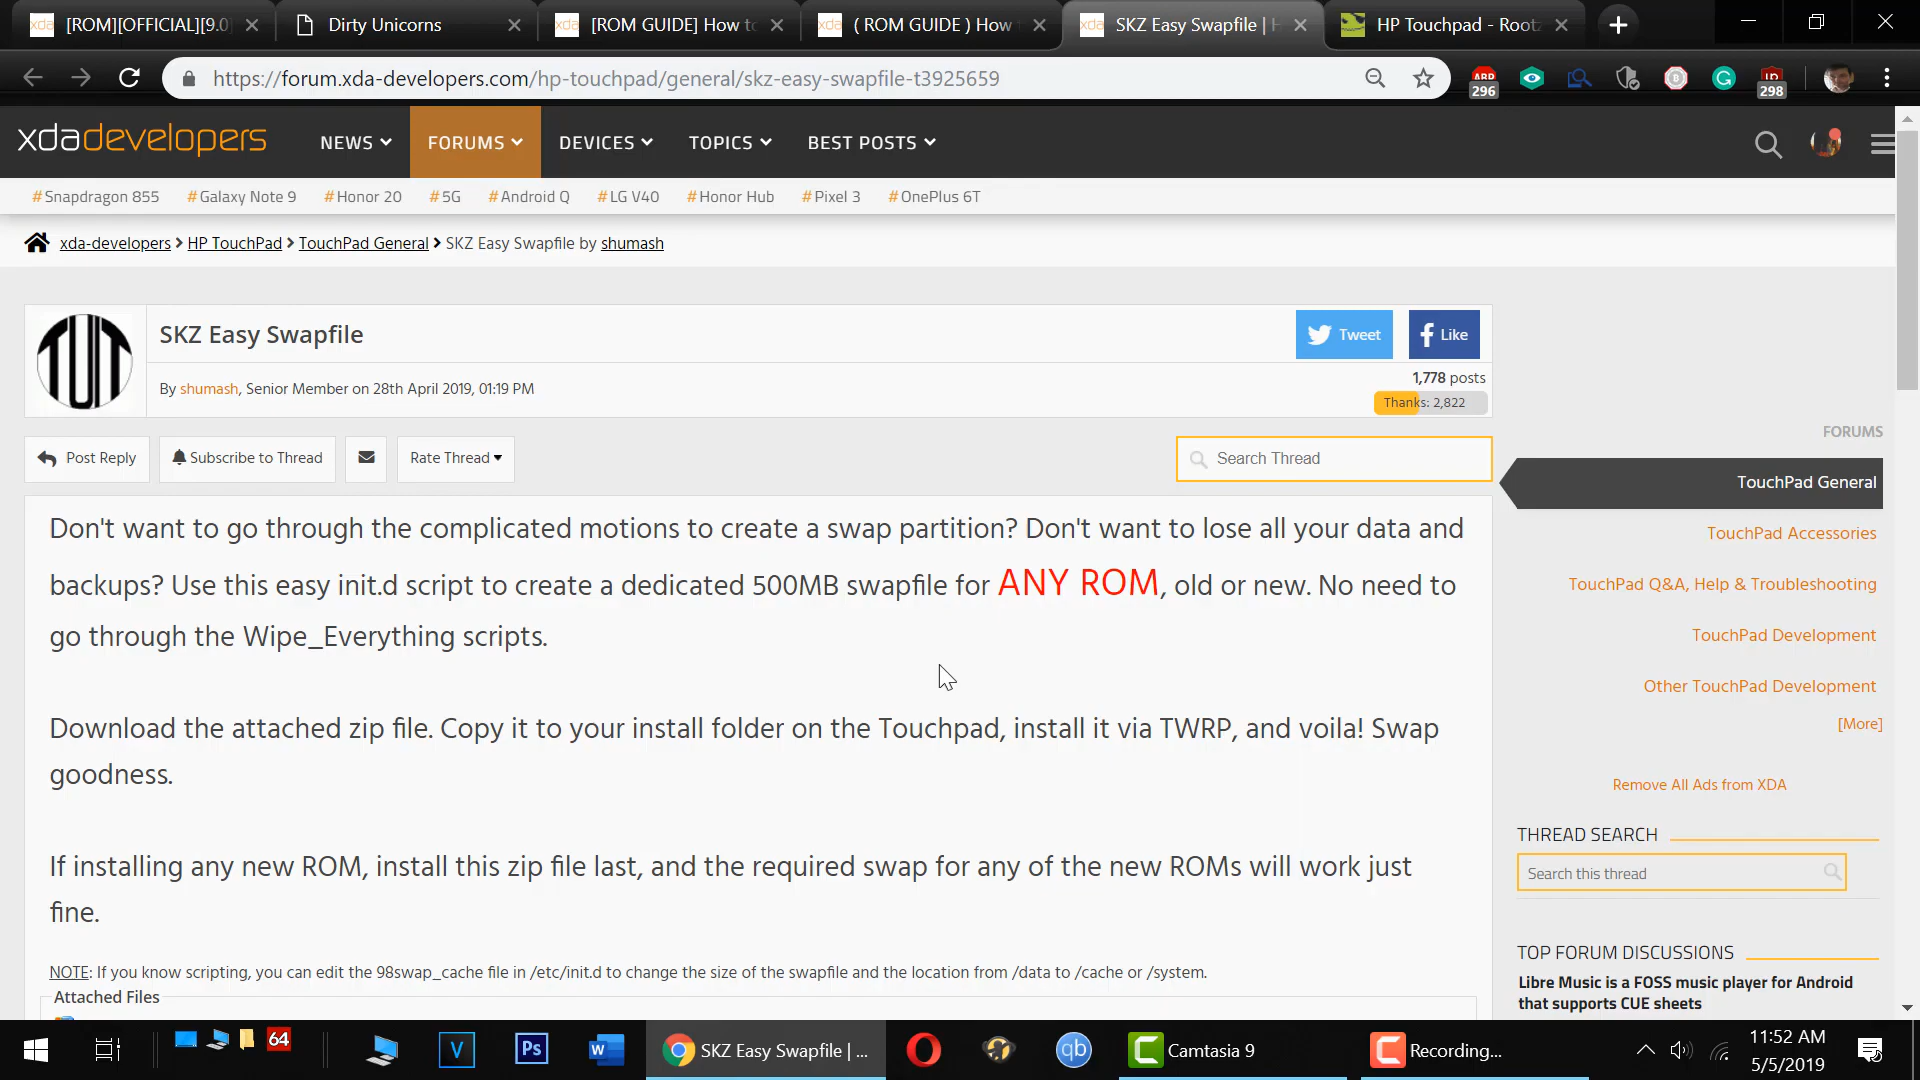 [ROM][OFFICIAL][9.0]
Dirty Unicorns
[ROM GUIDE] How to
( ROM GUIDE ) How
SKZ Easy Swapfile | H
HP Touchpad - Rootz
https://forum.xda-developers.com/hp-touchpad/general/skz-easy-swapfile-t3925659
ABP
296
G
298
xdadevelopers
NEWS
FORUMS
DEVICES
TOPICS
BEST POSTS
#Snapdragon 855
#Galaxy Note 9
#Honor 20
#5G
#Android Q
#LG V40
#Honor Hub
#Pixel 3
#OnePlus 6T
xda-developers > HP TouchPad > TouchPad General > SKZ Easy Swapfile by shumash
TUT
SKZ Easy Swapfile
Tweet
Like
By shumash, Senior Member on 28th April 2019, 01:19 PM
1,778 posts
Thanks: 2,822
Post Reply
Subscribe to Thread
Rate Thread
Search Thread
Don't want to go through the complicated motions to create a swap partition? Don't want to lose all your data and
backups? Use this easy init.d script to create a dedicated 500MB swapfile for ANY ROM, old or new. No need to
go through the Wipe_Everything scripts.
Download the attached zip file. Copy it to your install folder on the Touchpad, install it via TWRP, and voila! Swap
goodness.
If installing any new ROM, install this zip file last, and the required swap for any of the new ROMs will work just
fine.
NOTE: If you know scripting, you can edit the 98swap_cache file in /etc/init.d to change the size of the swapfile and the location from /data to /cache or /system.
Attached Files
FORUMS
TouchPad General
TouchPad Accessories
TouchPad Q&A, Help & Troubleshooting
TouchPad Development
Other TouchPad Development
[More]
Remove All Ads from XDA
THREAD SEARCH
Search this thread
TOP FORUM DISCUSSIONS
Libre Music is a FOSS music player for Android
that supports CUE sheets
64
V
Ps
W
SKZ Easy Swapfile | ...
qb
C Camtasia 9
C Recording...
11:52 AM
5/5/2019